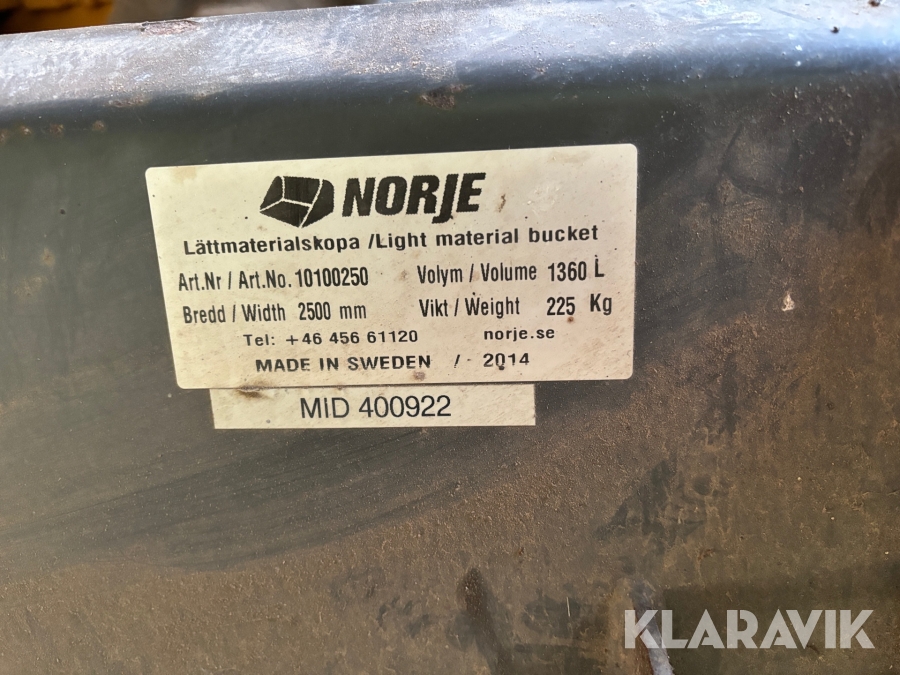 NORJE
Lättmaterialskopa /Light material bucket
Art.Nr / Art.No. 10100250 Volym / Volume 1360 L
Bredd / Width 2500 mm Vikt / Weight 225 Kg
Tel: +46 456 61120 norje.se
MADE IN SWEDEN / 2014
MID 400922
KLARAVIK